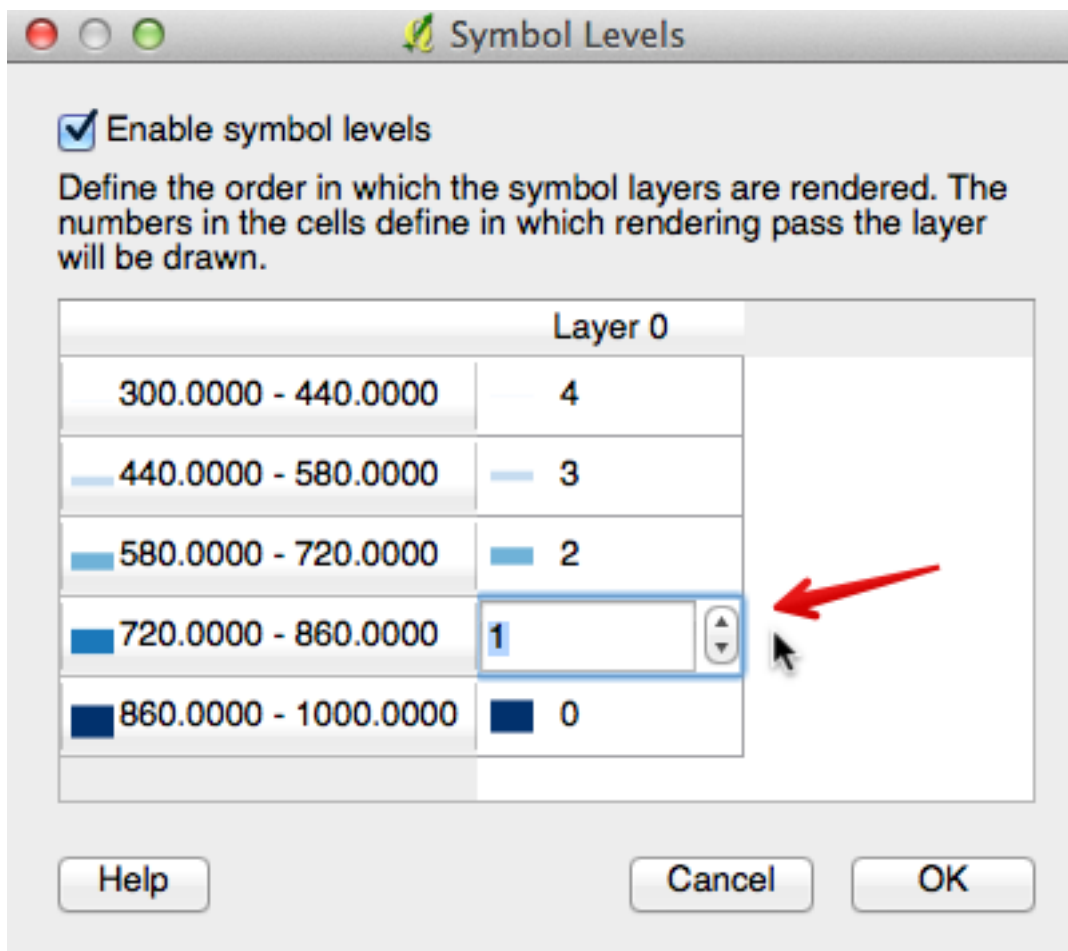 Symbol Levels
Enable symbol levels
Define the order in which the symbol layers are rendered. The
numbers in the cells define in which rendering pass the layer
will be drawn.
Layer 0
300.0000 - 440.0000 4
440.0000 - 580.0000 3
580.0000 - 720.0000 2
720.0000 - 860.0000 1
860.0000 - 1000.0000 0
Help Cancel OK